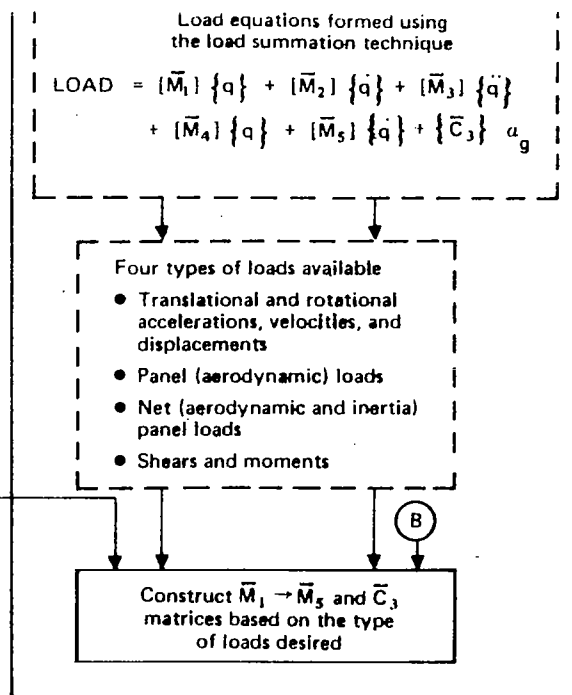 Load equations formed using
the load summation technique
LOAD = [M̄₁] {q} + [M̄₂] {q̇} + [M̄₃] {q̈}
+ [M̄₄] {q} + [M̄₅] {q̇} + {C̄₃} α_g
Four types of loads available
● Translational and rotational
accelerations, velocities, and
displacements
● Panel (aerodynamic) loads
● Net (aerodynamic and inertia)
panel loads
● Shears and moments
B
Construct M̄₁ → M̄₅ and C̄₃
matrices based on the type
of loads desired